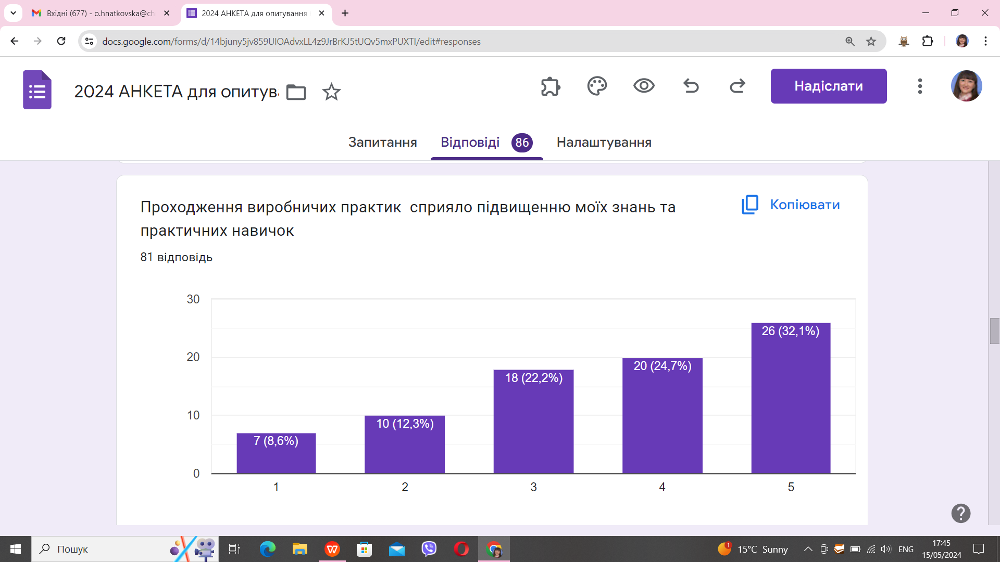 Вхідні (677) - o.hnatkovska@ch
2024 АНКЕТА для опитування
docs.google.com/forms/d/14bjuny5jv859UIOAdvxLL4z9JrBrKJ5tUQv5mxPUXTI/edit#responses
2024 АНКЕТА для опитув
Надіслати
Запитання
Відповіді 86
Налаштування
Проходження виробничих практик сприяло підвищенню моїх знань та
практичних навичок
Копіювати
81 відповідь
30
20
10
0
7 (8,6%)
10 (12,3%)
18 (22,2%)
20 (24,7%)
26 (32,1%)
1
2
3
4
5
Пошук
1
15°C Sunny
ENG
17:45
15/05/2024